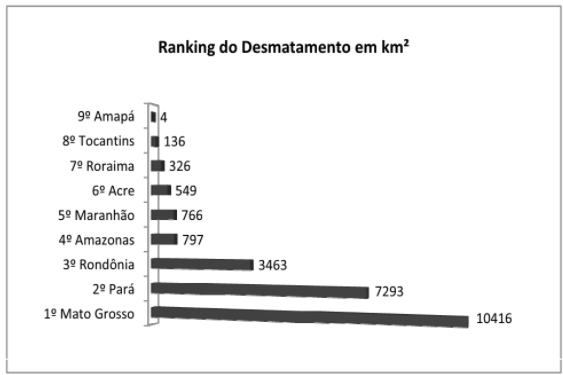 Ranking do Desmatamento em km²
9º Amapá 4
8º Tocantins 136
7º Roraima 326
6º Acre 549
5º Maranhão 766
4º Amazonas 797
3º Rondônia 3463
2º Pará 7293
1º Mato Grosso 10416